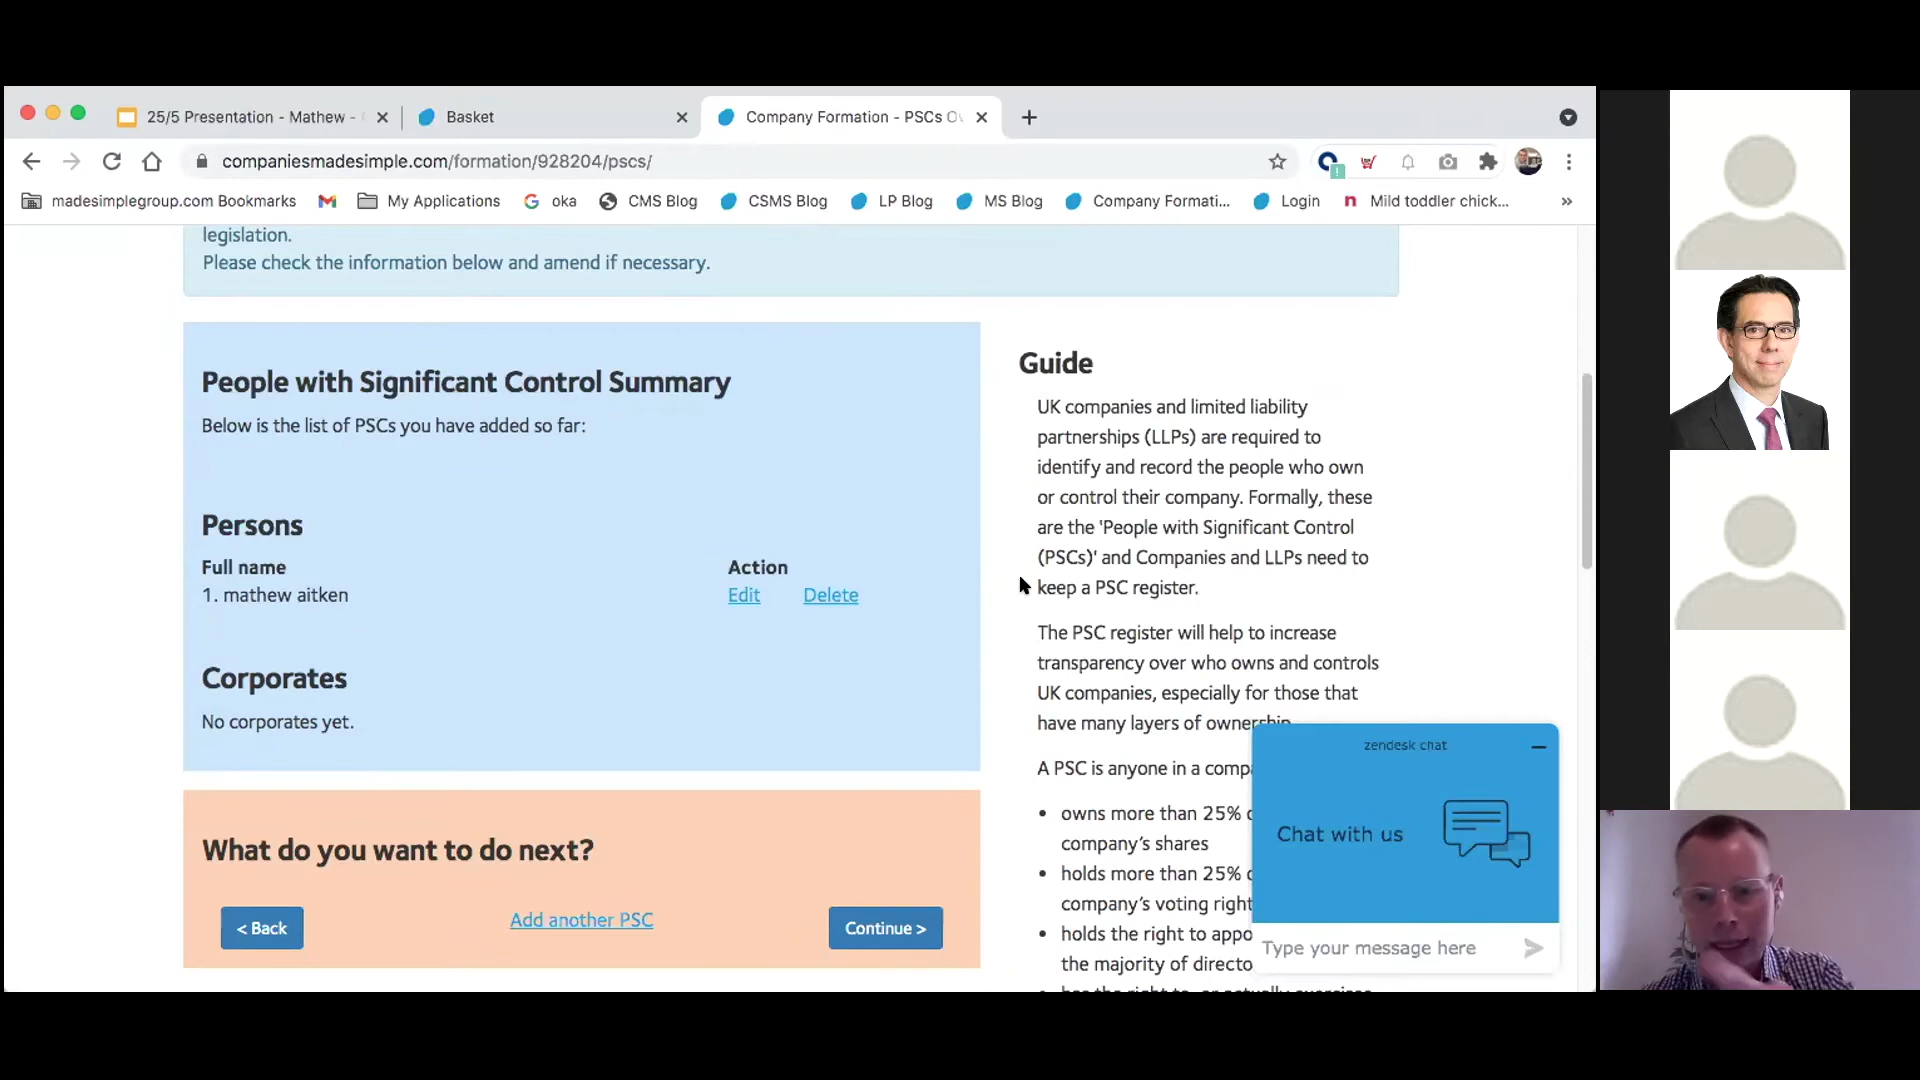 25/5 Presentation - Mathew -
Basket
Company Formation - PSCs Ov
companiesmadesimple.com/formation/928204/pscs/
madesimplegroup.com Bookmarks
My Applications
oka
CMS Blog
CSMS Blog
LP Blog
MS Blog
Company Formati...
Login
Mild toddler chick...
legislation.
Please check the information below and amend if necessary.
People with Significant Control Summary
Below is the list of PSCs you have added so far:
Persons
Full name Action
1. mathew aitken Edit Delete
Corporates
No corporates yet.
What do you want to do next?
< Back
Add another PSC
Continue >
Guide
UK companies and limited liability
partnerships (LLPs) are required to
identify and record the people who own
or control their company. Formally, these
are the 'People with Significant Control
(PSCs)' and Companies and LLPs need to
keep a PSC register.
The PSC register will help to increase
transparency over who owns and controls
UK companies, especially for those that
have many layers of ownership.
A PSC is anyone in a comp
• owns more than 25%
company's shares
• holds more than 25%
company's voting right
• holds the right to appo
the majority of directo
zendesk chat
Chat with us
Type your message here